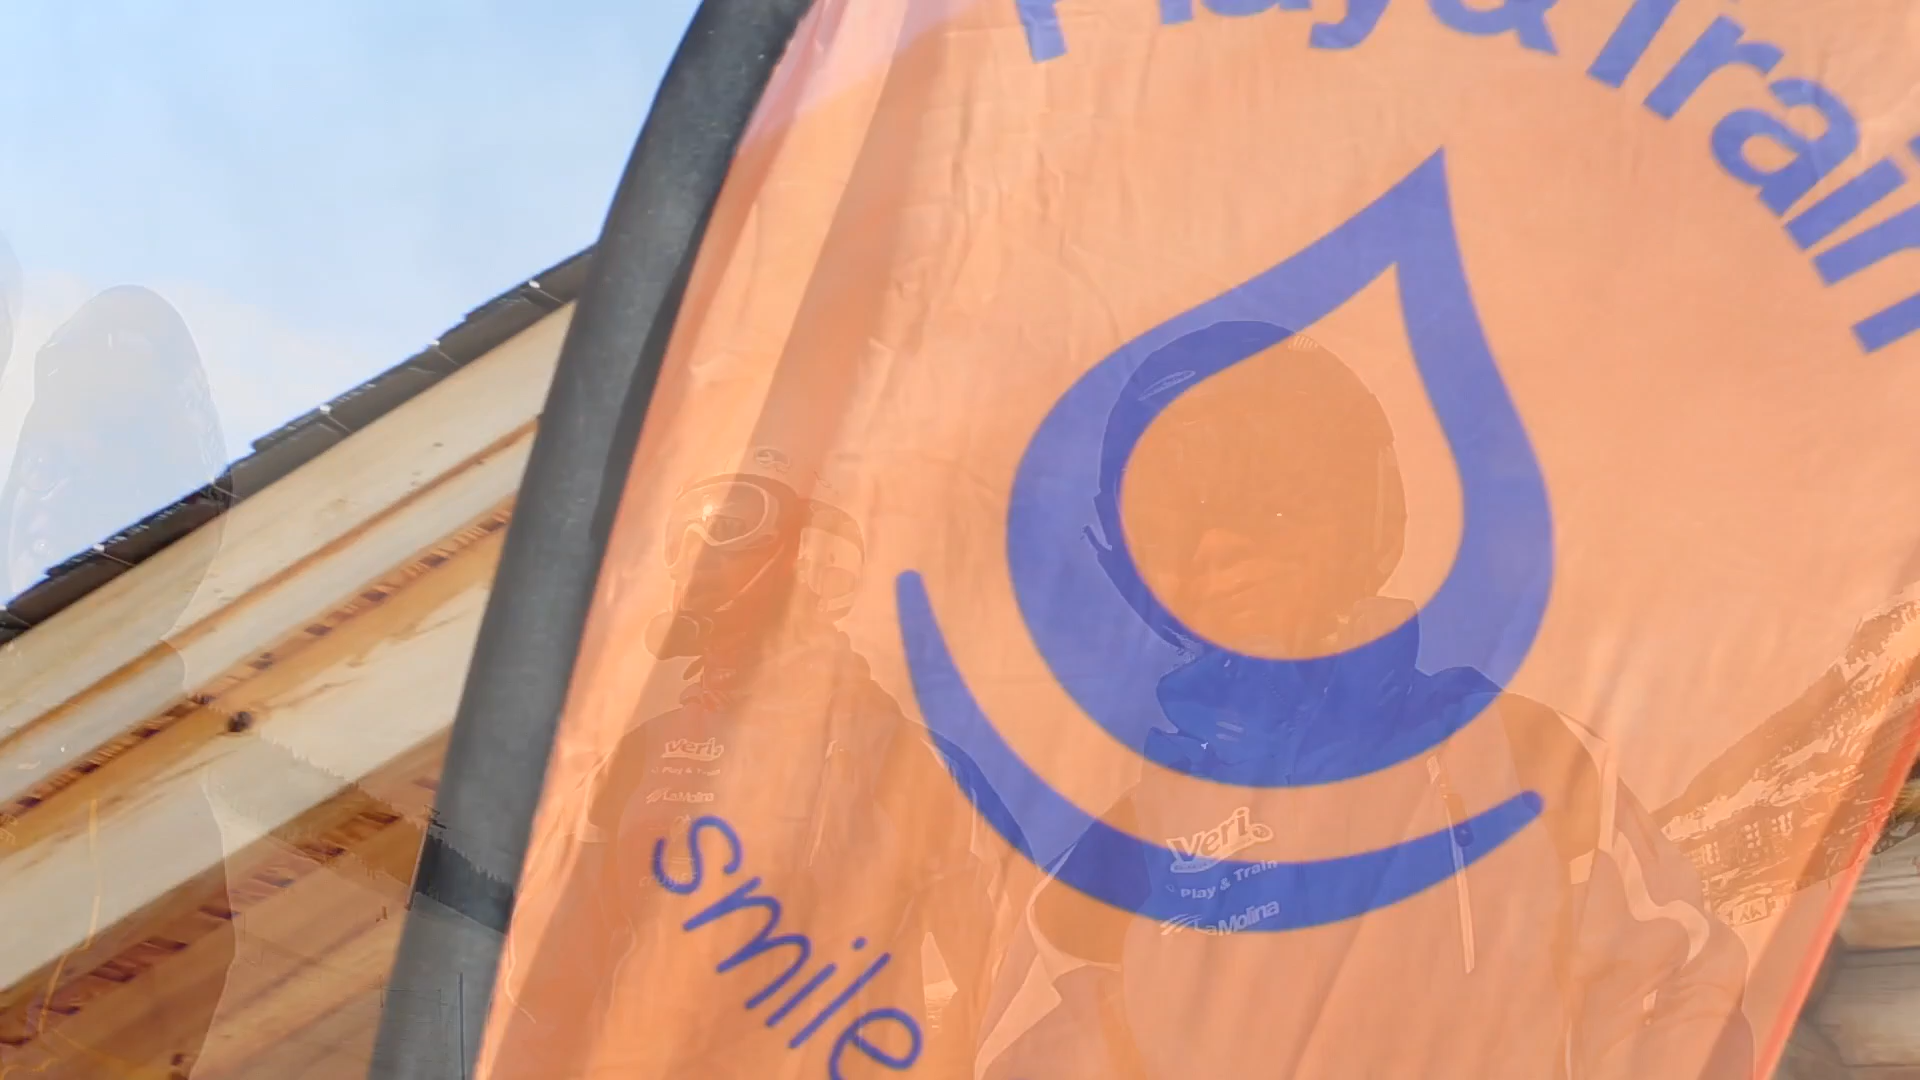 Play&Train
smile
veri.
Play & Train
LaMolina
Veri.
Play & Train
LaMolina